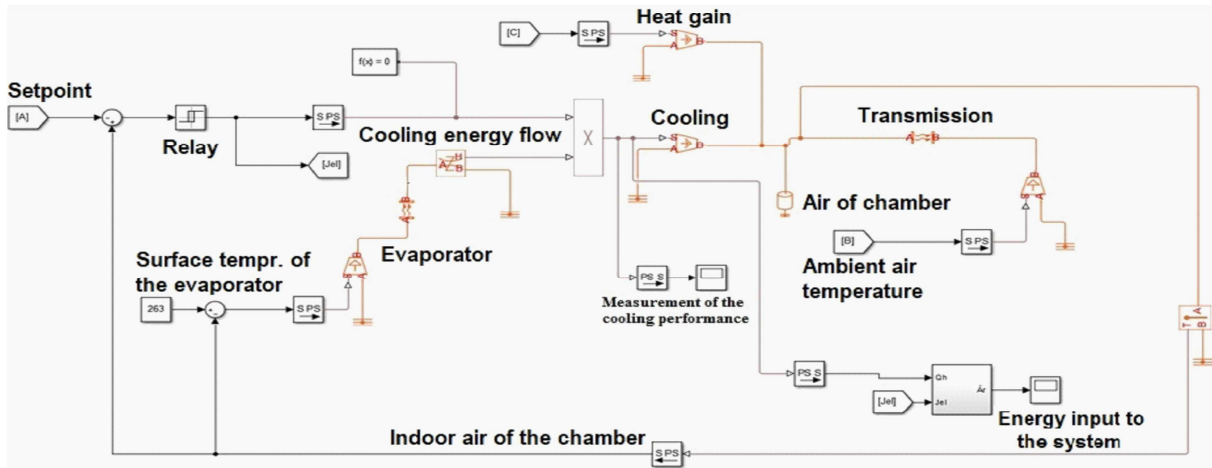 Heat gain
[C]
S PS
S
A
B
f(x) = 0
Setpoint
[A]
Relay
S PS
[Jel]
Cooling energy flow
A
H
B
X
Cooling
S
A
B
Transmission
A
B
Air of chamber
[B]
S PS
Ambient air
temperature
S
A
B
A
B
Evaporator
Surface tempr. of
the evaporator
263
S PS
B
S
A
PS S
Measurement of the
cooling performance
T
A
B
PS S
[Jel]
Qh
Jel
Ár
Energy input to
the system
Indoor air of the chamber
S PS